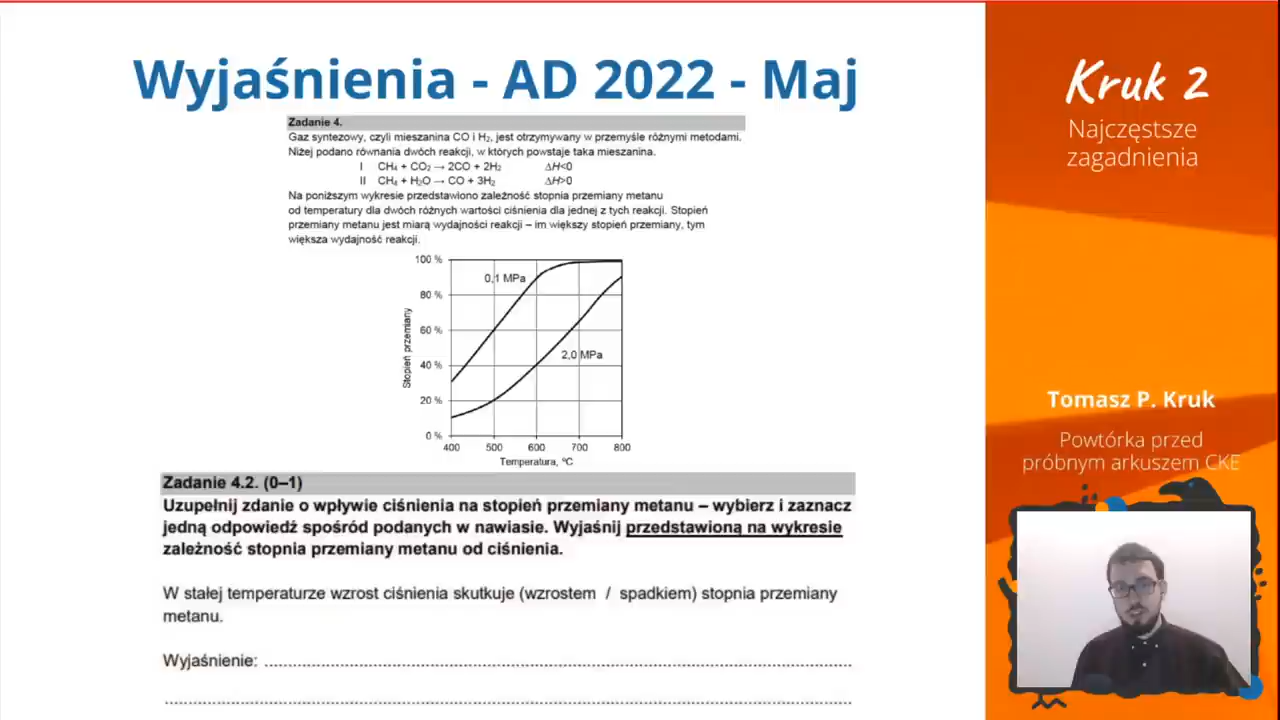 Wyjaśnienia - AD 2022 - Maj
Zadanie 4.
Gaz syntezowy, czyli mieszanina CO i H₂, jest otrzymywany w przemyśle różnymi metodami.
Niżej podano równania dwóch reakcji, w których powstaje taka mieszanina.
I CH₄ + CO₂ → 2CO + 2H₂ ΔH<0
II CH₄ + H₂O → CO + 3H₂ ΔH>0
Na poniższym wykresie przedstawiono zależność stopnia przemiany metanu
od temperatury dla dwóch różnych wartości ciśnienia dla jednej z tych reakcji. Stopień
przemiany metanu jest miarą wydajności reakcji – im większy stopień przemiany, tym
większa wydajność reakcji.
100 %
80 %
60 %
40 %
20 %
0 %
Stopień przemiany
0,1 MPa
2,0 MPa
400 500 600 700 800
Temperatura, ºC
Zadanie 4.2. (0–1)
Uzupełnij zdanie o wpływie ciśnienia na stopień przemiany metanu – wybierz i zaznacz
jedną odpowiedź spośród podanych w nawiasie. Wyjaśnij przedstawioną na wykresie
zależność stopnia przemiany metanu od ciśnienia.
W stałej temperaturze wzrost ciśnienia skutkuje (wzrostem / spadkiem) stopnia przemiany
metanu.
Wyjaśnienie:
Kruk 2
Najczęstsze
zagadnienia
Tomasz P. Kruk
Powtórka przed
próbnym arkuszem CKE